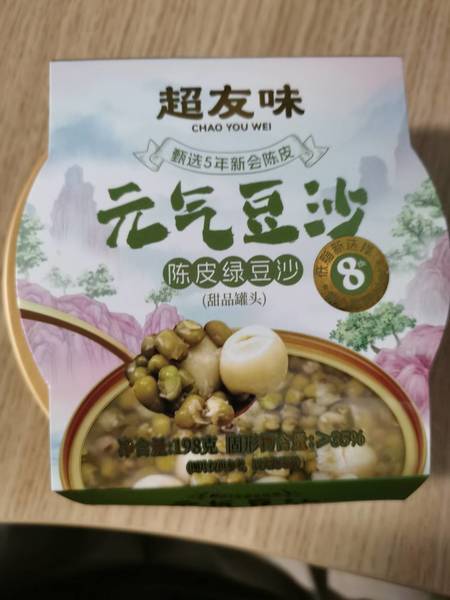 超友味
CHAO YOU WEI
甄选5年新会陈皮
元气豆沙
陈皮绿豆沙
(甜品罐头)
8
净含量:198克 固形物含量:≥35%